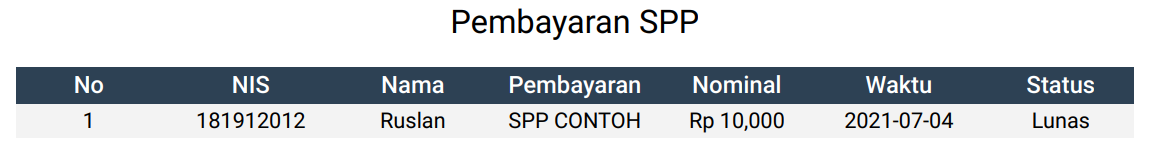 Pembayaran SPP
No NIS Nama Pembayaran Nominal Waktu Status
1 181912012 Ruslan SPP CONTOH Rp 10,000 2021-07-04 Lunas